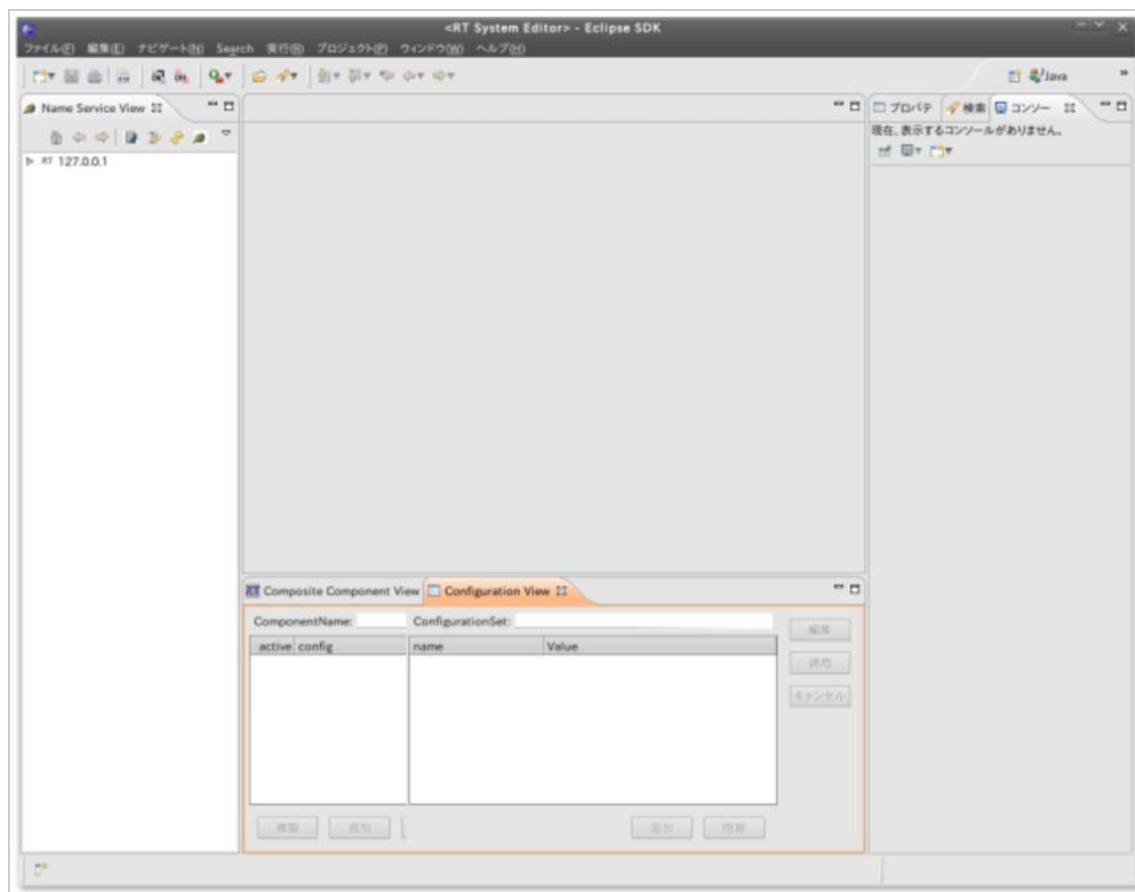 <RT System Editor> - Eclipse SDK
ファイル(F) 編集(E) ナビゲート(N) Search 実行(R) プロジェクト(P) ウィンドウ(W) ヘルプ(H)
Java
Name Service View
プロパテ 検索 コンソー
現在、表示するコンソールがありません。
RT 127.0.0.1
RT Composite Component View Configuration View
ComponentName: ConfigurationSet:
編集
active config name Value
適用
キャンセル
複製 追加 追加 削除